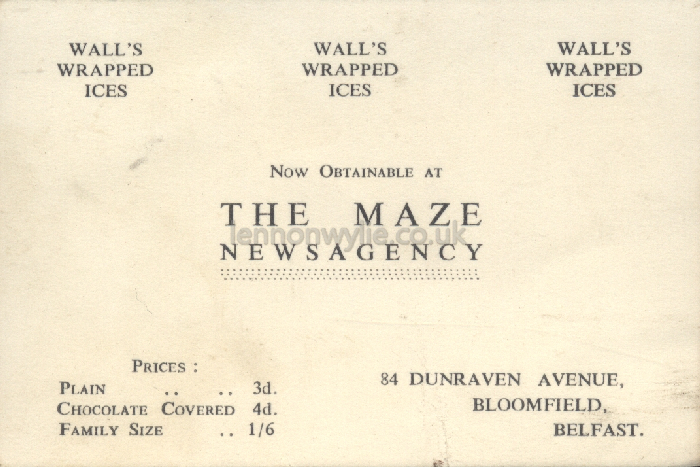 WALL'S WRAPPED ICES
WALL'S WRAPPED ICES
WALL'S WRAPPED ICES
NOW OBTAINABLE AT
THE MAZE
lennonwylie.co.uk
NEWSAGENCY
PRICES :
PLAIN .. .. 3d.
CHOCOLATE COVERED 4d.
FAMILY SIZE .. 1/6
84 DUNRAVEN AVENUE,
BLOOMFIELD,
BELFAST.